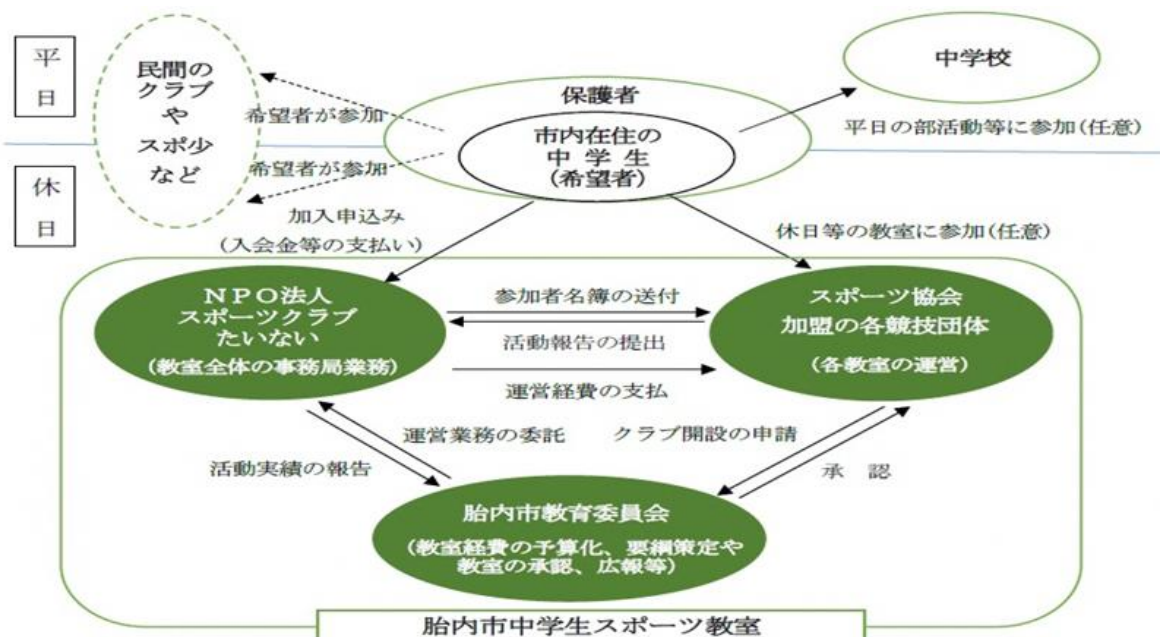 平
日
民間の
クラブ
や
スポ少
など
保護者
市内在住の
中 学 生
(希望者)
中学校
希望者が参加
平日の部活動等に参加(任意)
休
日
希望者が参加
加入申込み
(入会金等の支払い)
休日等の教室に参加(任意)
ＮＰＯ法人
スポーツクラブ
たいない
(教室全体の事務局業務)
参加者名簿の送付
活動報告の提出
運営経費の支払
スポーツ協会
加盟の各競技団体
(各教室の運営)
運営業務の委託
クラブ開設の申請
活動実績の報告
承　認
胎内市教育委員会
(教室経費の予算化、要綱策定や
教室の承認、広報等)
胎内市中学生スポーツ教室